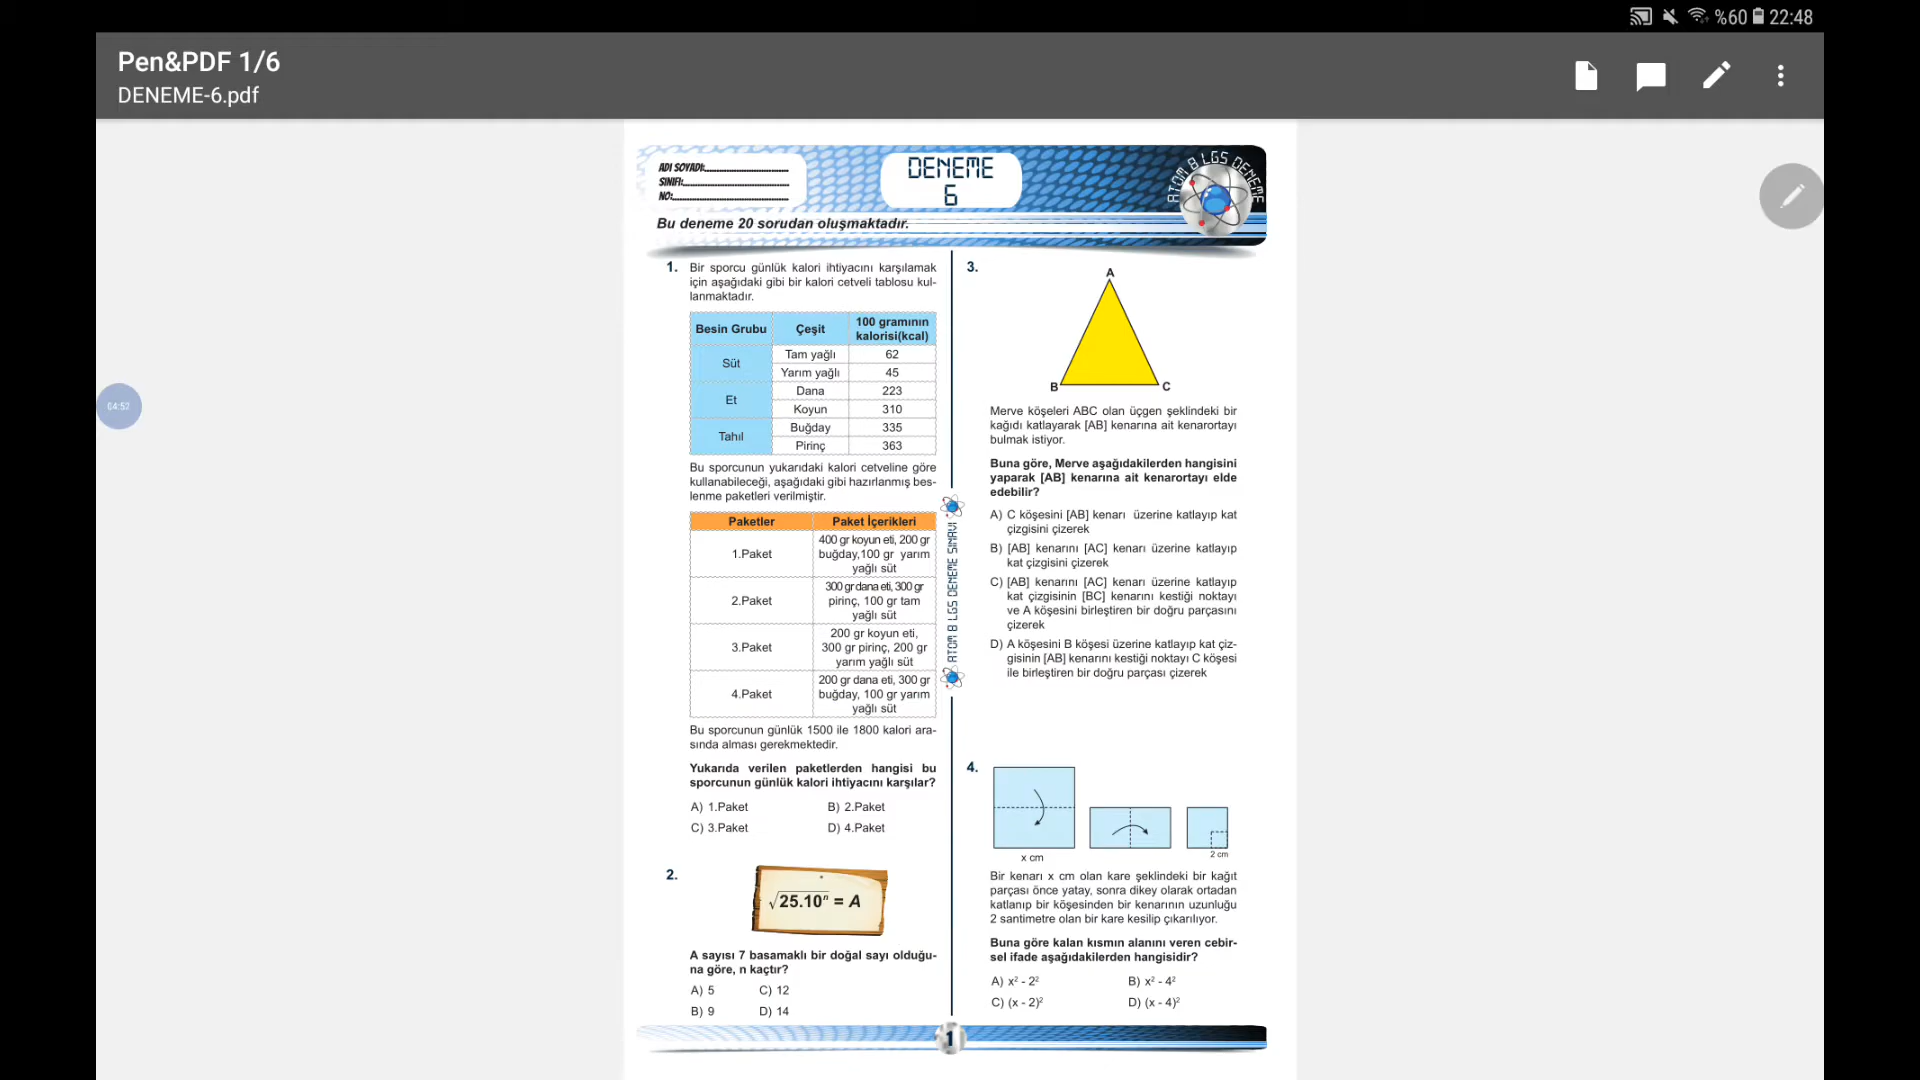 %60 22:48
Pen&PDF 1/6
DENEME-6.pdf
04:52
ADI SOYADI:
SINIFI:
NO:
DENEME
6
ATOM 8 LGS DENEME
Bu deneme 20 sorudan oluşmaktadır.
1. Bir sporcu günlük kalori ihtiyacını karşılamak
için aşağıdaki gibi bir kalori cetveli tablosu kul-
lanmaktadır.
Besin Grubu Çeşit 100 gramının
kalorisi(kcal)
Süt Tam yağlı 62
Yarım yağlı 45
Et Dana 223
Koyun 310
Tahıl Buğday 335
Pirinç 363
Bu sporcunun yukarıdaki kalori cetveline göre
kullanabileceği, aşağıdaki gibi hazırlanmış bes-
lenme paketleri verilmiştir.
Paketler Paket İçerikleri
1.Paket 400 gr koyun eti, 200 gr
buğday,100 gr yarım
yağlı süt
2.Paket 300 gr dana eti, 300 gr
pirinç, 100 gr tam
yağlı süt
3.Paket 200 gr koyun eti,
300 gr pirinç, 200 gr
yarım yağlı süt
4.Paket 200 gr dana eti, 300 gr
buğday, 100 gr yarım
yağlı süt
Bu sporcunun günlük 1500 ile 1800 kalori ara-
sında alması gerekmektedir.
Yukarıda verilen paketlerden hangisi bu
sporcunun günlük kalori ihtiyacını karşılar?
A) 1.Paket B) 2.Paket
C) 3.Paket D) 4.Paket
2.
√25.10ⁿ = A
A sayısı 7 basamaklı bir doğal sayı olduğu-
na göre, n kaçtır?
A) 5 C) 12
B) 9 D) 14
ATOM 8 LGS DENEME SINAVI
3.
A
B C
Merve köşeleri ABC olan üçgen şeklindeki bir
kağıdı katlayarak [AB] kenarına ait kenarortayı
bulmak istiyor.
Buna göre, Merve aşağıdakilerden hangisini
yaparak [AB] kenarına ait kenarortayı elde
edebilir?
A) C köşesini [AB] kenarı üzerine katlayıp kat
çizgisini çizerek
B) [AB] kenarını [AC] kenarı üzerine katlayıp
kat çizgisini çizerek
C) [AB] kenarını [AC] kenarı üzerine katlayıp
kat çizgisinin [BC] kenarını kestiği noktayı
ve A köşesini birleştiren bir doğru parçasını
çizerek
D) A köşesini B köşesi üzerine katlayıp kat çiz-
gisinin [AB] kenarını kestiği noktayı C köşesi
ile birleştiren bir doğru parçası çizerek
4.
x cm
2 cm
Bir kenarı x cm olan kare şeklindeki bir kağıt
parçası önce yatay, sonra dikey olarak ortadan
katlanıp bir köşesinden bir kenarının uzunluğu
2 santimetre olan bir kare kesilip çıkarılıyor.
Buna göre kalan kısmın alanını veren cebir-
sel ifade aşağıdakilerden hangisidir?
A) x² - 2² B) x² - 4²
C) (x - 2)² D) (x - 4)²
1